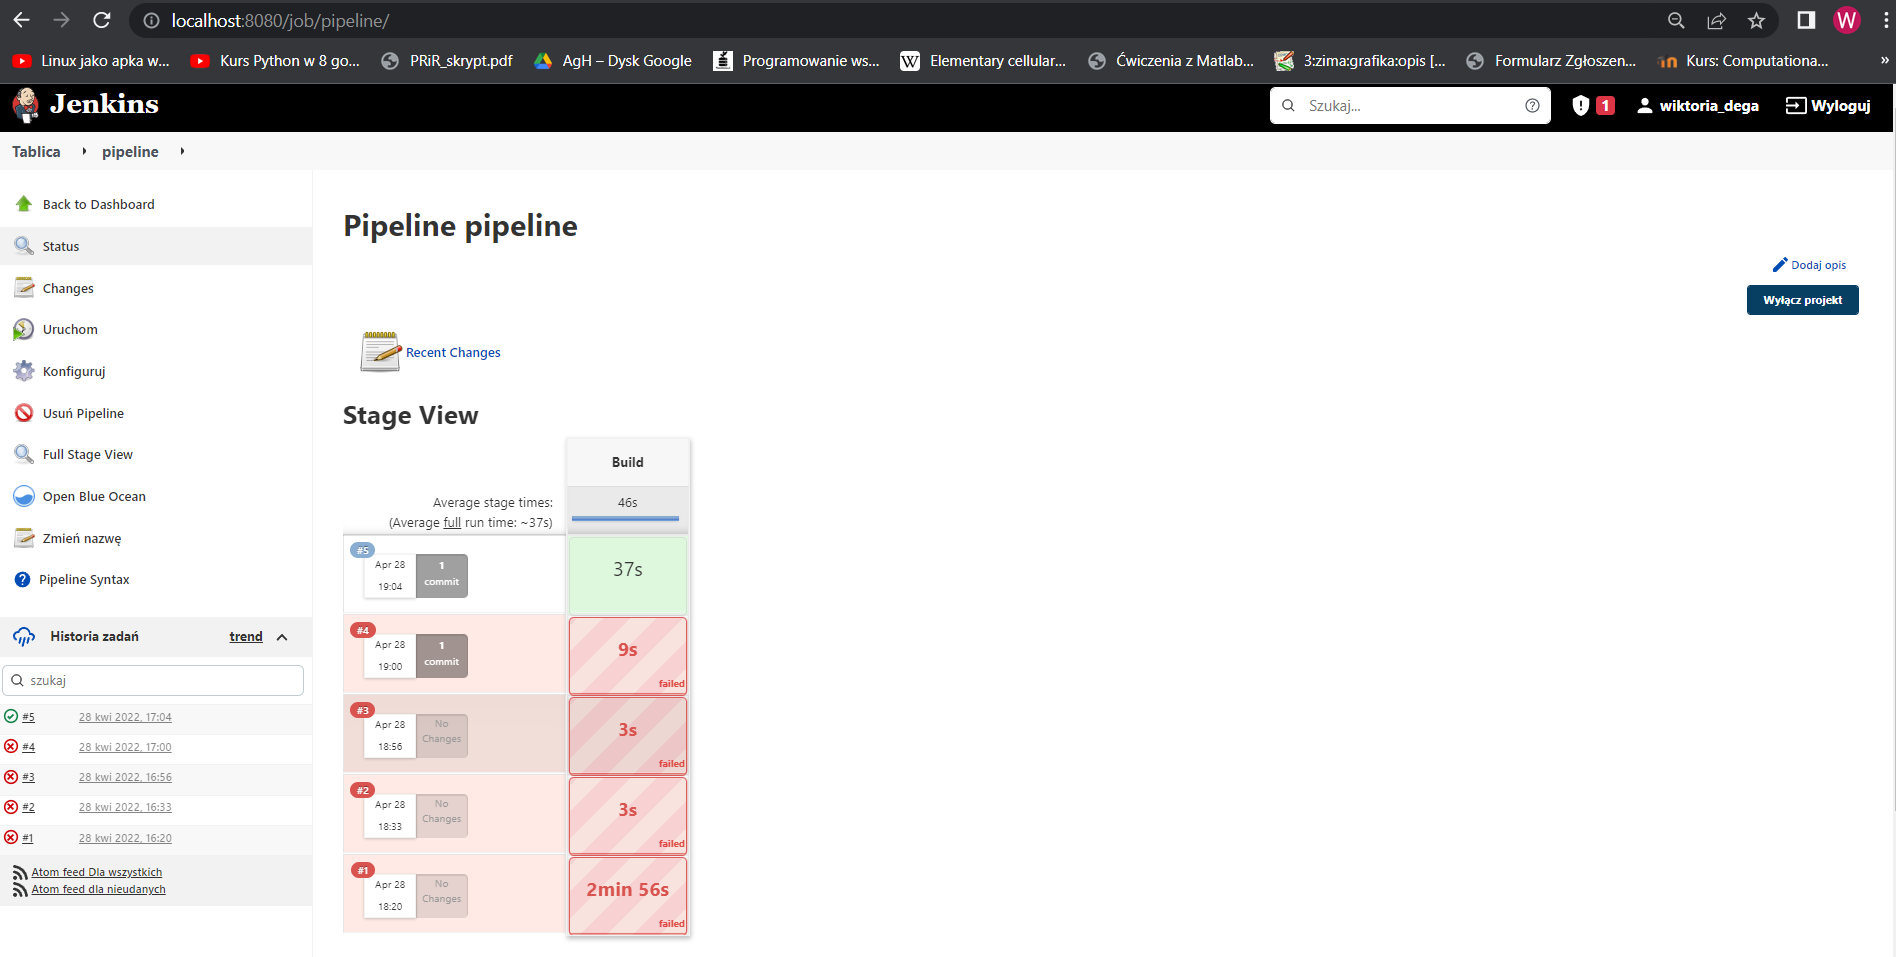 localhost:8080/job/pipeline/
W
Linux jako apka w...
Kurs Python w 8 go...
PRiR_skrypt.pdf
AgH – Dysk Google
Programowanie ws...
W
Elementary cellular...
Ćwiczenia z Matlab...
3:zima:grafika:opis [...
Formularz Zgłoszen...
Kurs: Computationa...
»
Jenkins
Szukaj...
1
wiktoria_dega
Wyloguj
Tablica
pipeline
Back to Dashboard
Status
Changes
Uruchom
Konfiguruj
Usuń Pipeline
Full Stage View
Open Blue Ocean
Zmień nazwę
Pipeline Syntax
Historia zadań
trend
szukaj
#5 28 kwi 2022, 17:04
#4 28 kwi 2022, 17:00
#3 28 kwi 2022, 16:56
#2 28 kwi 2022, 16:33
#1 28 kwi 2022, 16:20
Atom feed Dla wszystkich
Atom feed dla nieudanych
Pipeline pipeline
Dodaj opis
Wyłącz projekt
Recent Changes
Stage View
Build
Average stage times:
46s
(Average full run time: ~37s)
#5
Apr 28
19:04
1
commit
37s
#4
Apr 28
19:00
1
commit
9s
failed
#3
Apr 28
18:56
No
Changes
3s
failed
#2
Apr 28
18:33
No
Changes
3s
failed
#1
Apr 28
18:20
No
Changes
2min 56s
failed